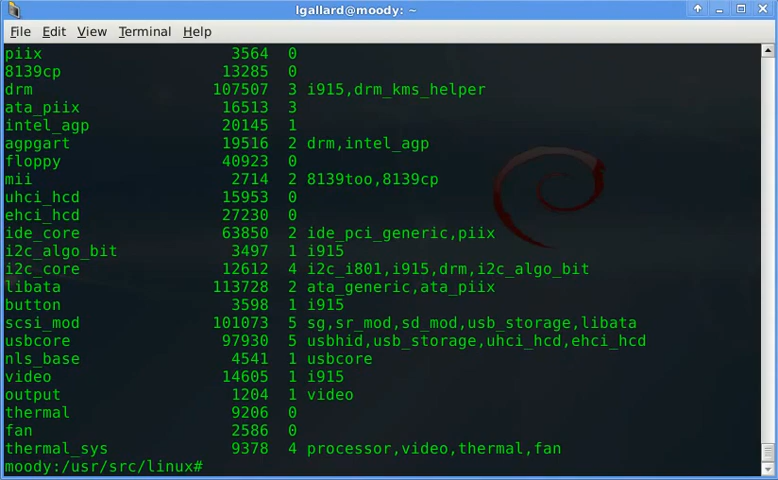 lgallard@moody: ~
File Edit View Terminal Help
piix 3564 0
8139cp 13285 0
drm 107507 3 i915,drm_kms_helper
ata_piix 16513 3
intel_agp 20145 1
agpgart 19516 2 drm,intel_agp
floppy 40923 0
mii 2714 2 8139too,8139cp
uhci_hcd 15953 0
ehci_hcd 27230 0
ide_core 63850 2 ide_pci_generic,piix
i2c_algo_bit 3497 1 i915
i2c_core 12612 4 i2c_i801,i915,drm,i2c_algo_bit
libata 113728 2 ata_generic,ata_piix
button 3598 1 i915
scsi_mod 101073 5 sg,sr_mod,sd_mod,usb_storage,libata
usbcore 97930 5 usbhid,usb_storage,uhci_hcd,ehci_hcd
nls_base 4541 1 usbcore
video 14605 1 i915
output 1204 1 video
thermal 9206 0
fan 2586 0
thermal_sys 9378 4 processor,video,thermal,fan
moody:/usr/src/linux#